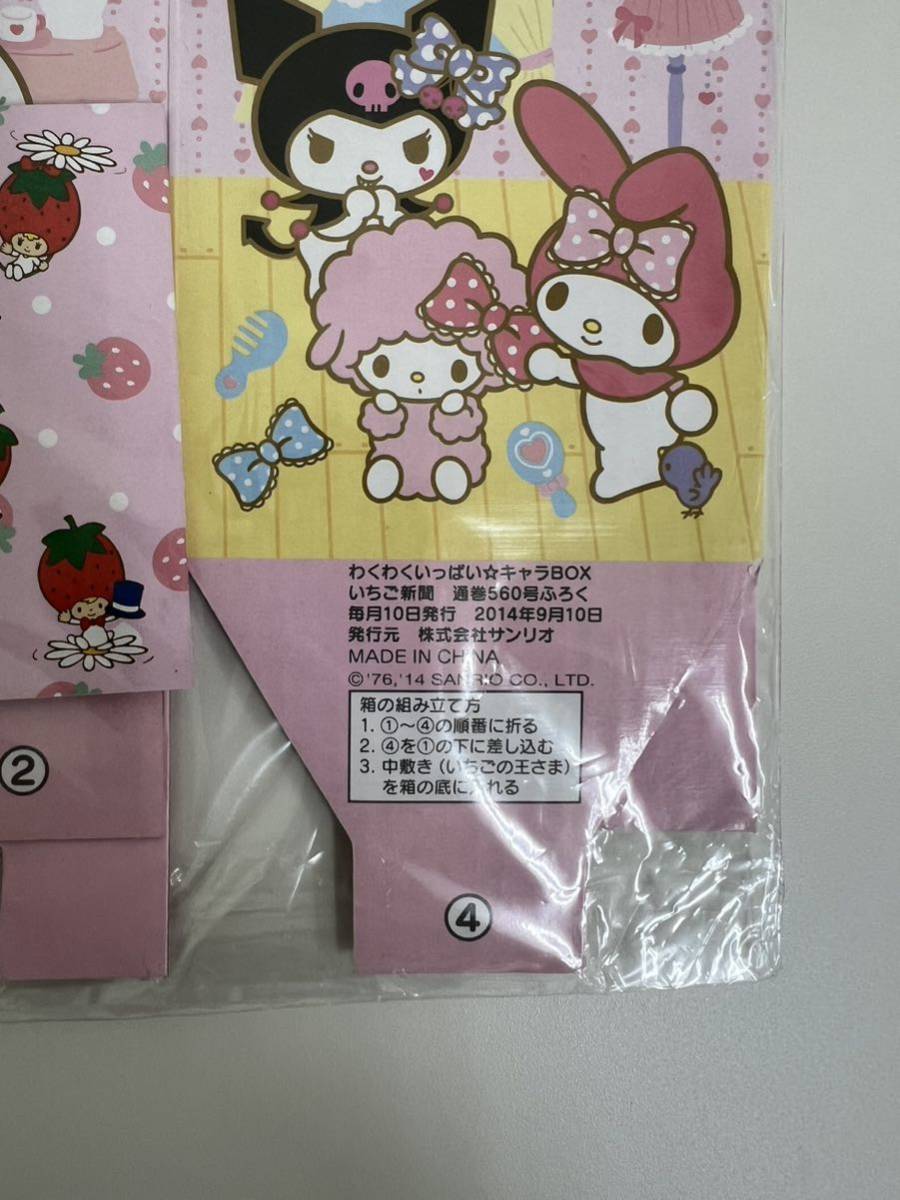 わくわくいっぱい☆キャラBOX
いちご新聞　通巻560号ふろく
毎月10日発行　2014年9月10日
発行元　株式会社サンリオ
MADE IN CHINA
©'76,'14 SANRIO CO., LTD.
箱の組み立て方
1. ①〜④の順番に折る
2. ④を①の下に差し込む
3. 中敷き（いちごの王さま）
を箱の底に入れる
②
④